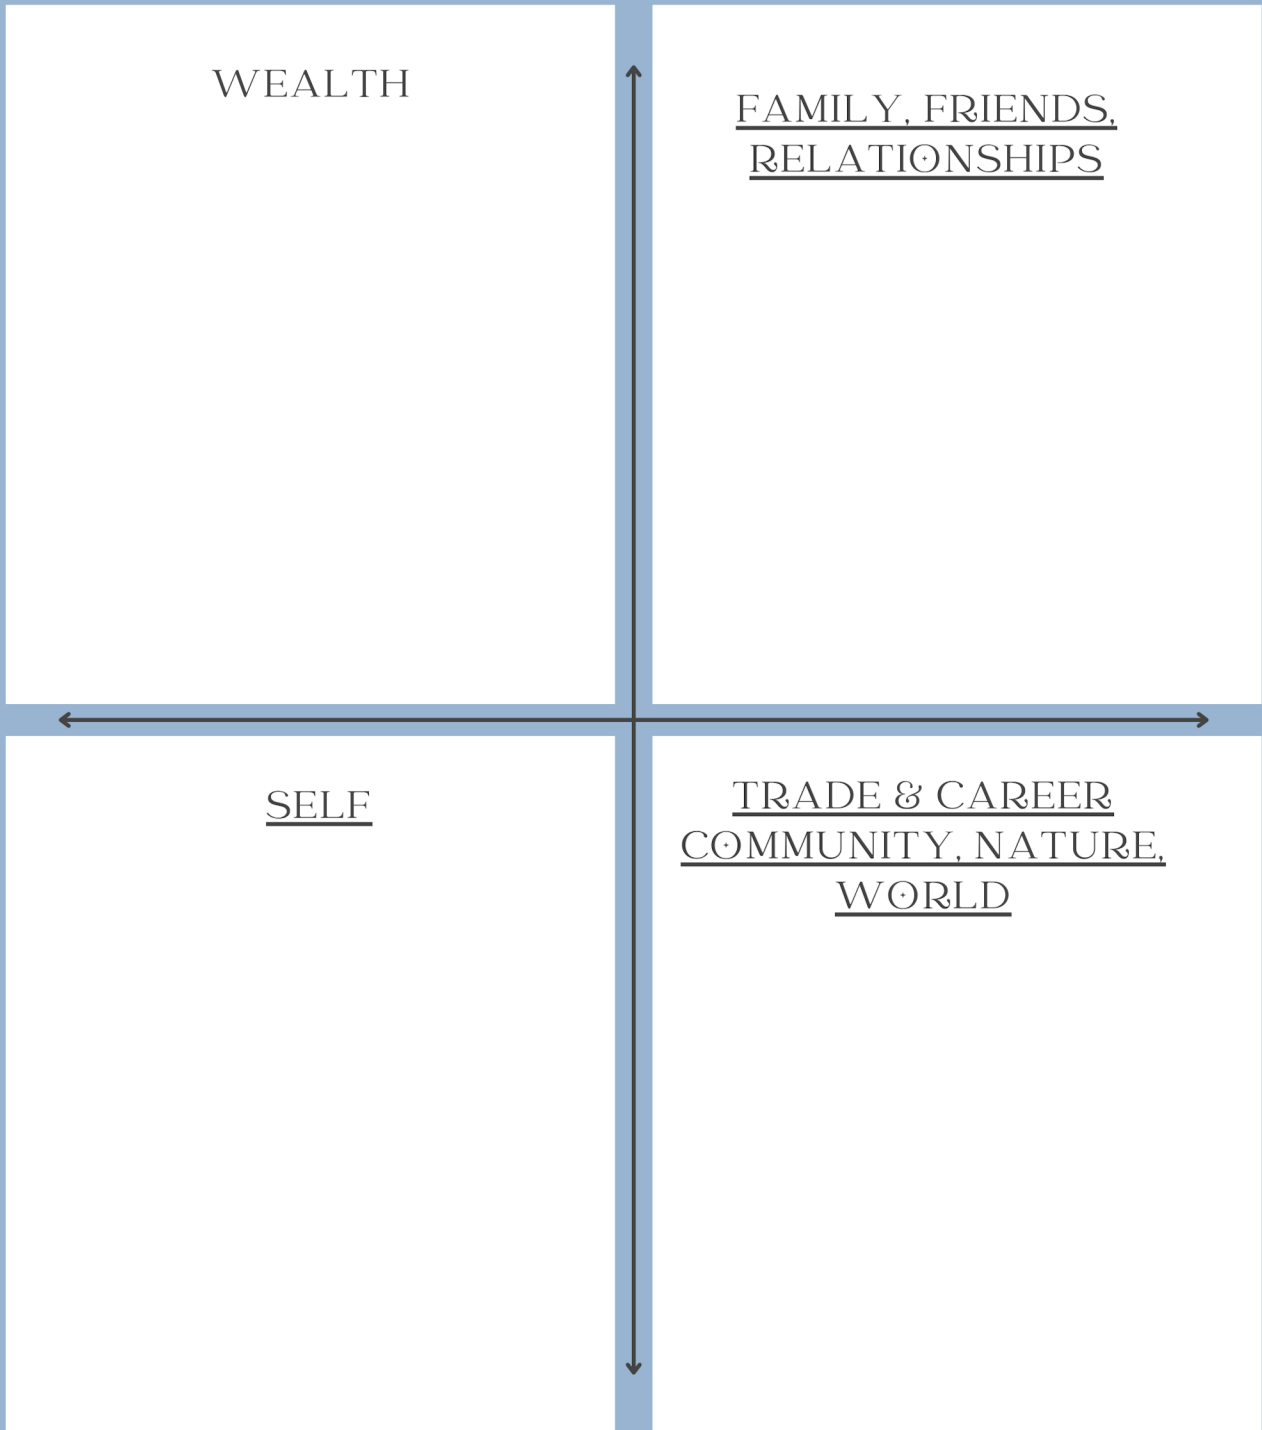 WEALTH
FAMILY, FRIENDS,
RELATIONSHIPS
SELF
TRADE & CAREER
COMMUNITY, NATURE,
WORLD